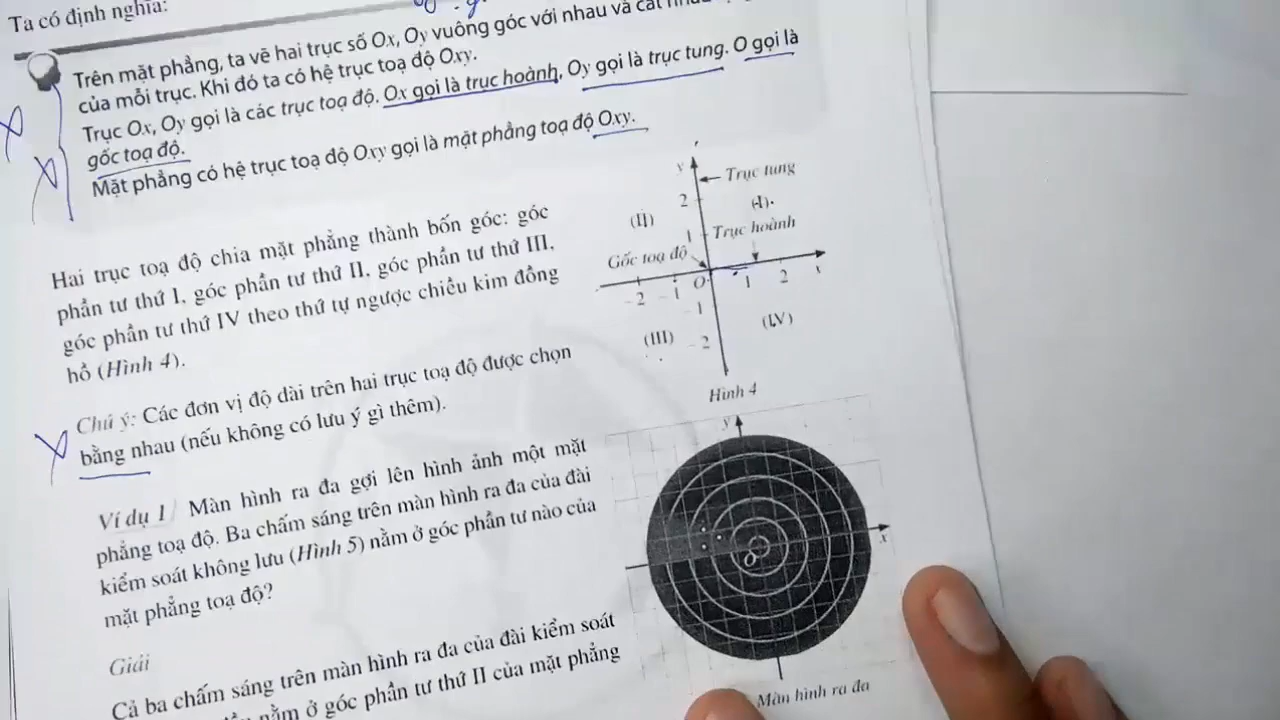 Ta có định nghĩa:
Trên mặt phẳng, ta vẽ hai trục số Ox, Oy vuông góc với nhau và cắt
của mỗi trục. Khi đó ta có hệ trục toạ độ Oxy.
Trục Ox, Oy gọi là các trục toạ độ. Ox gọi là trục hoành, Oy gọi là trục tung. O gọi là
gốc toạ độ.
Mặt phẳng có hệ trục toạ độ Oxy gọi là mặt phẳng toạ độ Oxy.
Hai trục toạ độ chia mặt phẳng thành bốn góc: góc
phần tư thứ I, góc phần tư thứ II, góc phần tư thứ III,
góc phần tư thứ IV theo thứ tự ngược chiều kim đồng
hồ (Hình 4).
y
Trục tung
2
(II)
(I)
1
Trục hoành
Gốc toạ độ
-2 -1 O 1 2 x
-1
(III)
-2
(IV)
Hình 4
Chú ý: Các đơn vị độ dài trên hai trục toạ độ được chọn
bằng nhau (nếu không có lưu ý gì thêm).
Ví dụ 1 Màn hình ra đa gợi lên hình ảnh một mặt
phẳng toạ độ. Ba chấm sáng trên màn hình ra đa của đài
kiểm soát không lưu (Hình 5) nằm ở góc phần tư nào của
mặt phẳng toạ độ?
y
x
O
Màn hình ra đa
Giải
Cả ba chấm sáng trên màn hình ra đa của đài kiểm soát
nằm ở góc phần tư thứ II của mặt phẳng